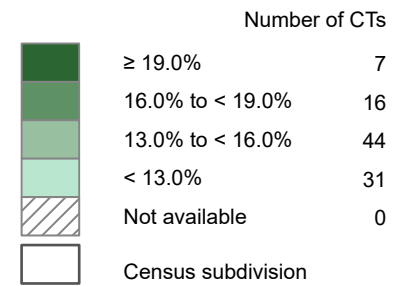 Number of CTs
≥ 19.0% 7
16.0% to < 19.0% 16
13.0% to < 16.0% 44
< 13.0% 31
Not available 0
Census subdivision